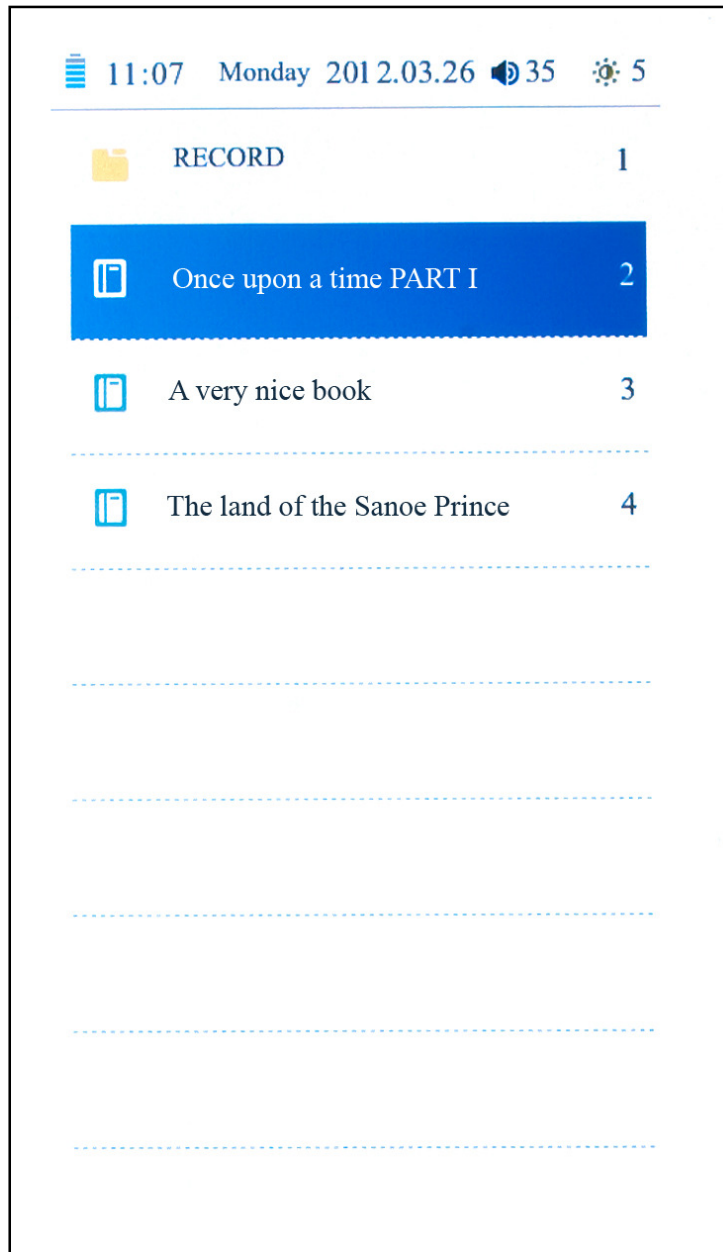 11:07 Monday 2012.03.26 35 5
RECORD 1
Once upon a time PART I 2
A very nice book 3
The land of the Sanoe Prince 4